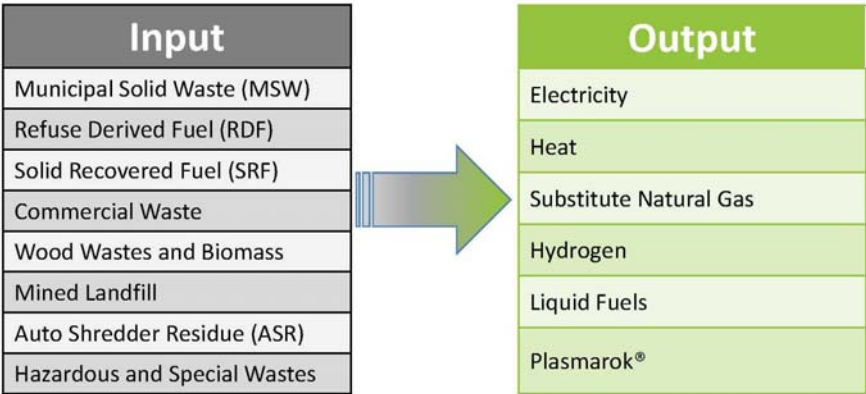 Input
Municipal Solid Waste (MSW)
Refuse Derived Fuel (RDF)
Solid Recovered Fuel (SRF)
Commercial Waste
Wood Wastes and Biomass
Mined Landfill
Auto Shredder Residue (ASR)
Hazardous and Special Wastes
Output
Electricity
Heat
Substitute Natural Gas
Hydrogen
Liquid Fuels
Plasmarok®